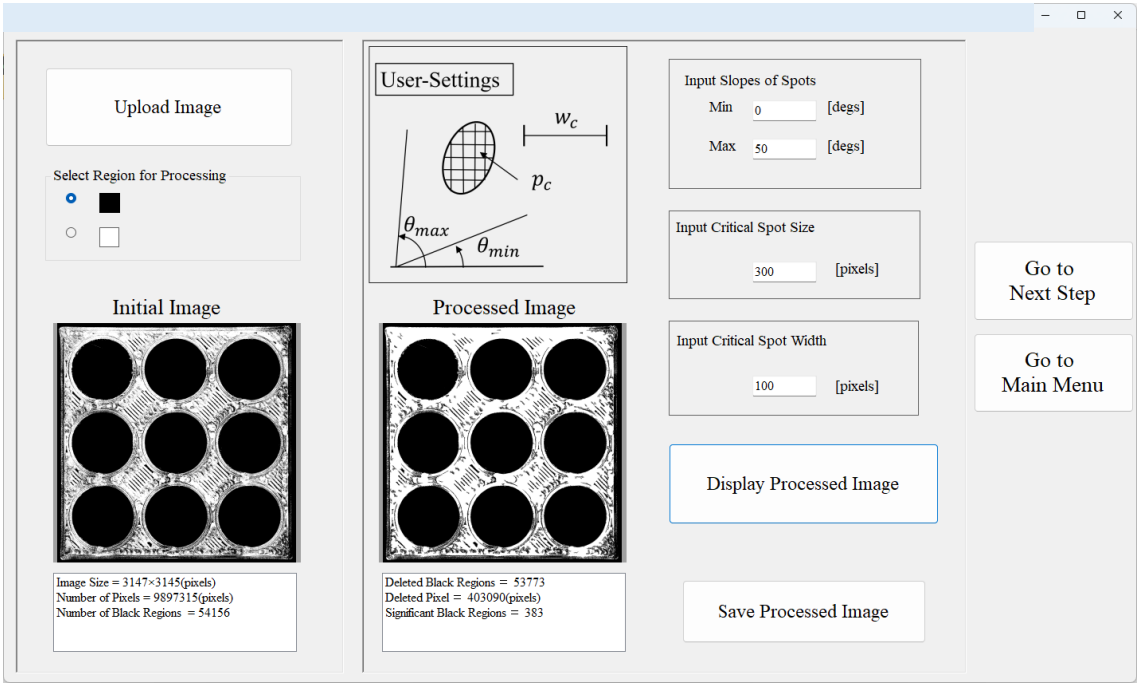 Upload Image
Select Region for Processing
Initial Image
Image Size = 3147×3145(pixels)
Number of Pixels = 9897315(pixels)
Number of Black Regions = 54156
User-Settings
w_c
p_c
θ_max
θ_min
Processed Image
Deleted Black Regions = 53773
Deleted Pixel = 403090(pixels)
Significant Black Regions = 383
Input Slopes of Spots
Min 0 [degs]
Max 50 [degs]
Input Critical Spot Size
300 [pixels]
Input Critical Spot Width
100 [pixels]
Display Processed Image
Save Processed Image
Go to
Next Step
Go to
Main Menu